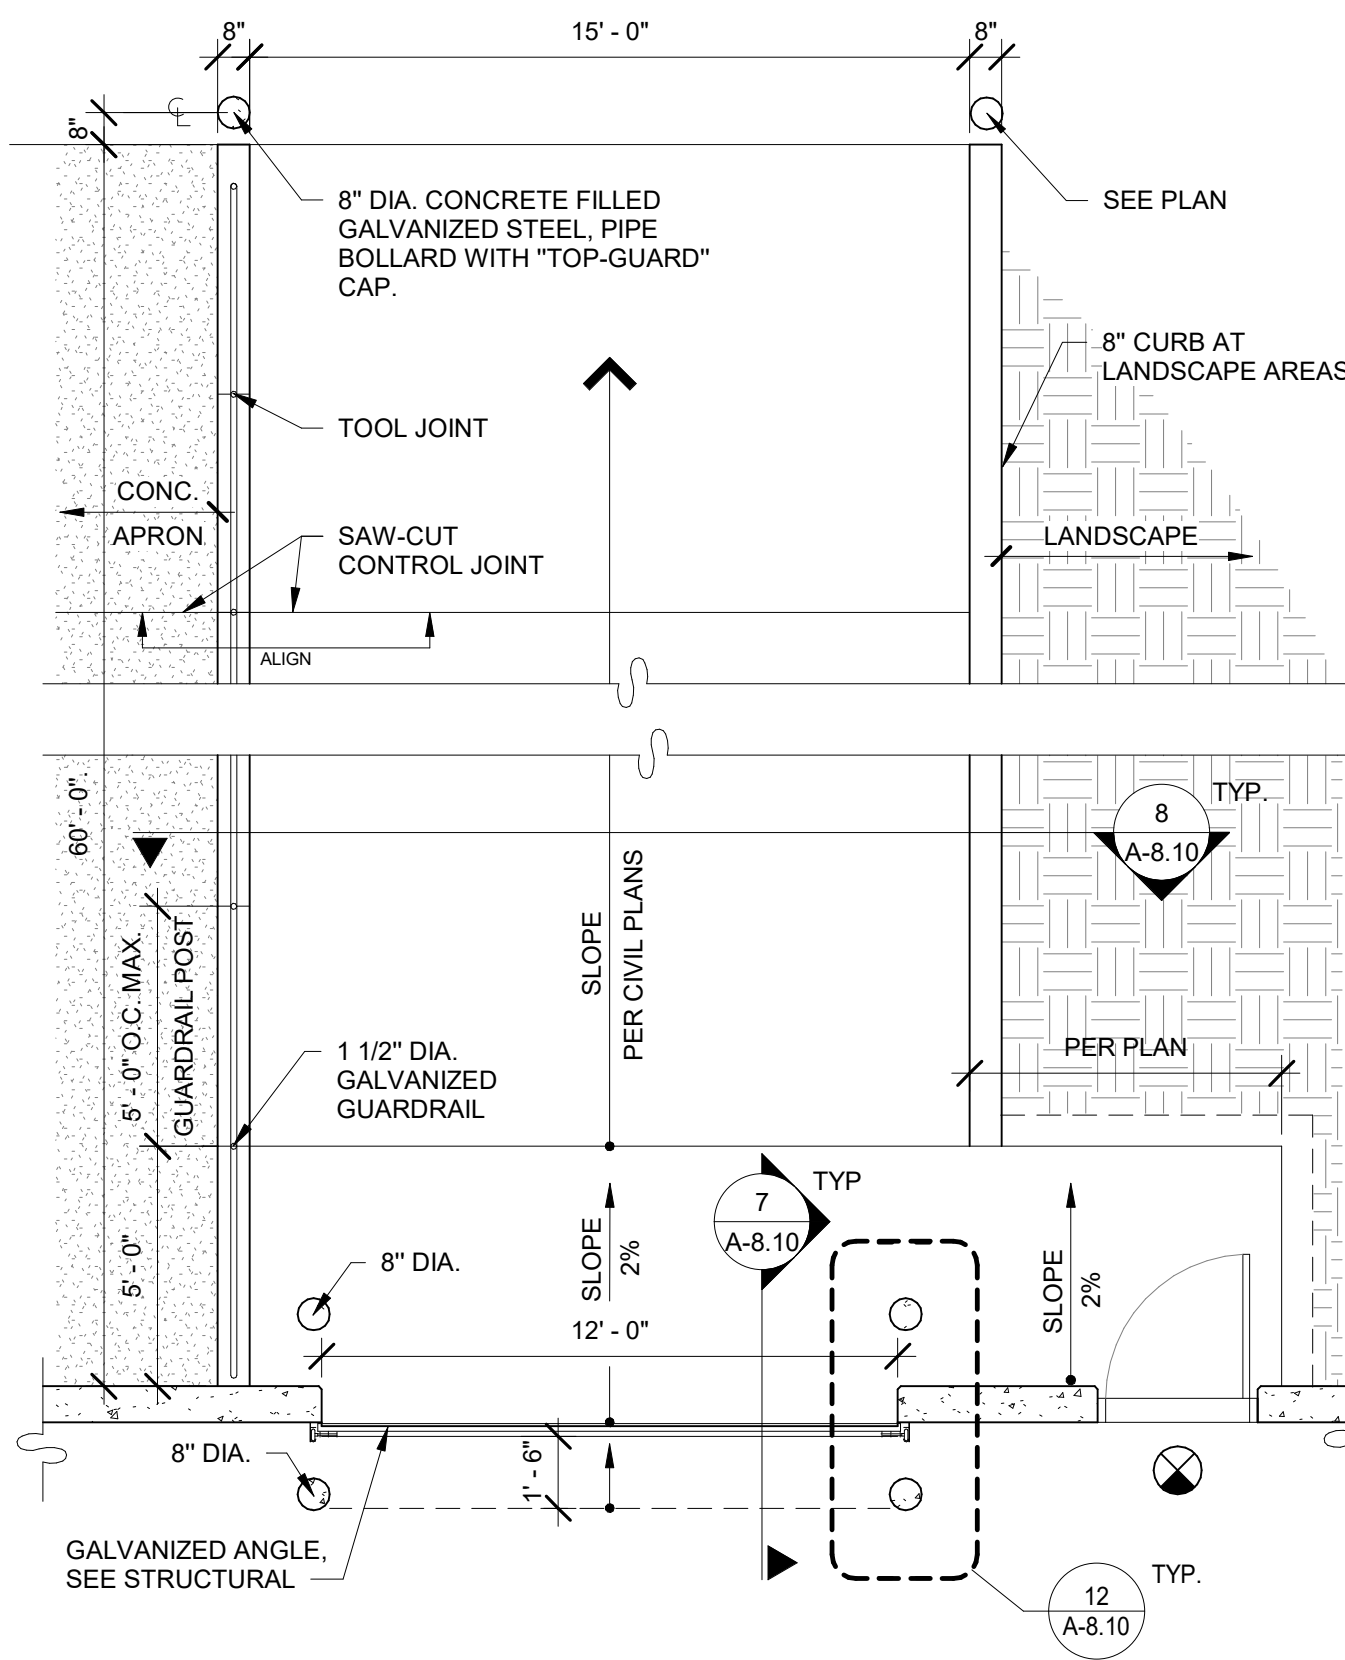 8"
15' - 0"
8"
8"
℄
8" DIA. CONCRETE FILLED
GALVANIZED STEEL, PIPE
BOLLARD WITH "TOP-GUARD"
CAP.
SEE PLAN
8" CURB AT
LANDSCAPE AREAS
TOOL JOINT
CONC.
APRON
SAW-CUT
CONTROL JOINT
LANDSCAPE
ALIGN
60' - 0".
TYP.
8
A-8.10
SLOPE
PER CIVIL PLANS
5' - 0" O.C. MAX.
GUARDRAIL POST
1 1/2" DIA.
GALVANIZED
GUARDRAIL
PER PLAN
TYP
7
A-8.10
5' - 0"
8" DIA.
SLOPE
2%
SLOPE
2%
12' - 0"
8" DIA.
1' - 6"
GALVANIZED ANGLE,
SEE STRUCTURAL
TYP.
12
A-8.10